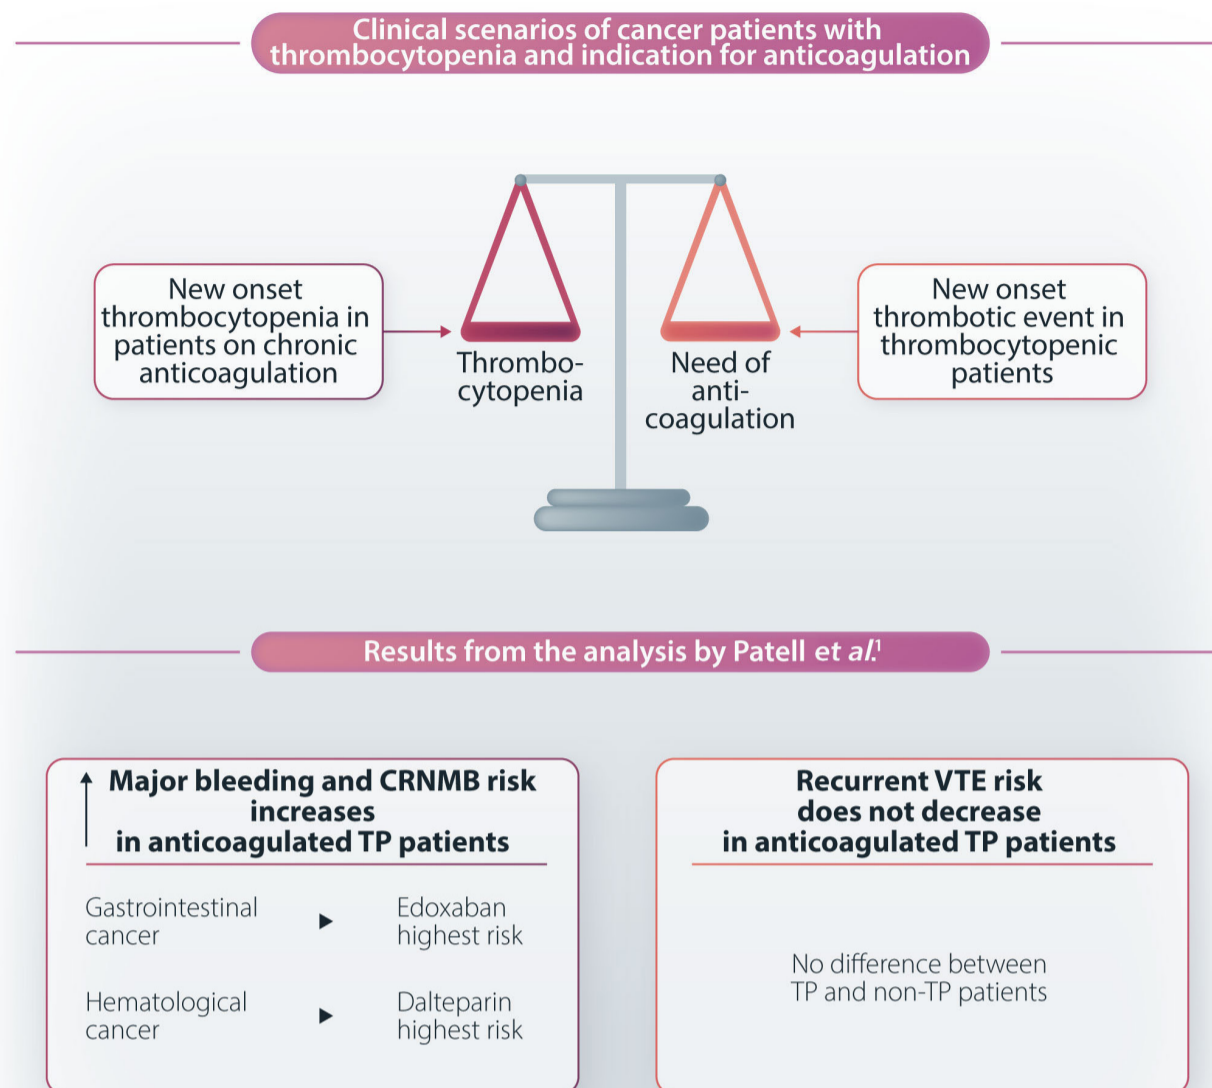 Clinical scenarios of cancer patients with
thrombocytopenia and indication for anticoagulation
New onset
thrombocytopenia in
patients on chronic
anticoagulation
Thrombo-
cytopenia
Need of
anti-
coagulation
New onset
thrombotic event in
thrombocytopenic
patients
Results from the analysis by Patell et al.¹
Major bleeding and CRNMB risk
increases
in anticoagulated TP patients
Gastrointestinal
cancer
Edoxaban
highest risk
Hematological
cancer
Dalteparin
highest risk
Recurrent VTE risk
does not decrease
in anticoagulated TP patients
No difference between
TP and non-TP patients